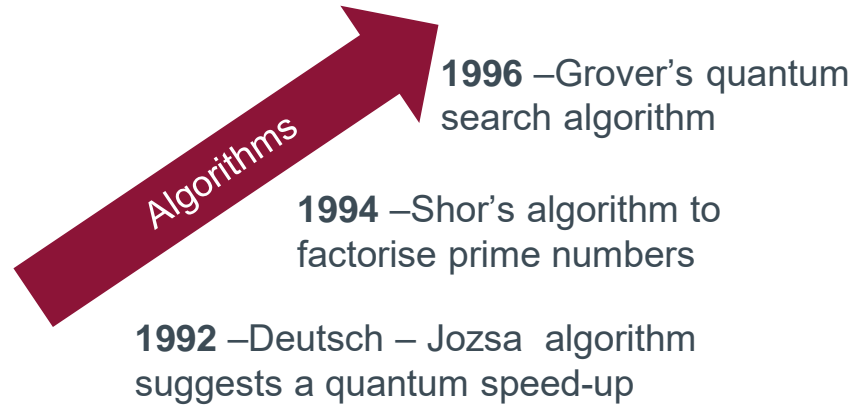 Algorithms
1996 –Grover’s quantum
search algorithm
1994 –Shor’s algorithm to
factorise prime numbers
1992 –Deutsch – Jozsa  algorithm
suggests a quantum speed-up